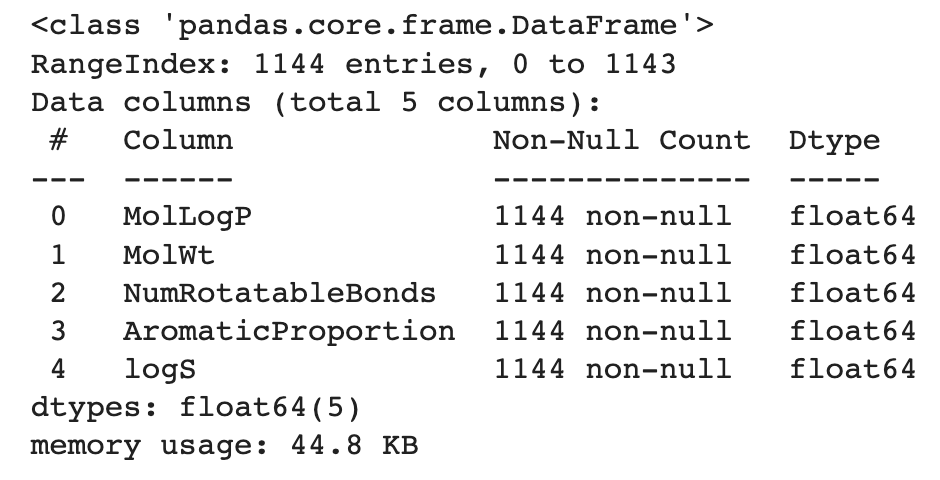 <class 'pandas.core.frame.DataFrame'>
RangeIndex: 1144 entries, 0 to 1143
Data columns (total 5 columns):
 #   Column              Non-Null Count  Dtype
---  ------              --------------  -----
 0   MolLogP             1144 non-null   float64
 1   MolWt               1144 non-null   float64
 2   NumRotatableBonds   1144 non-null   float64
 3   AromaticProportion  1144 non-null   float64
 4   logS                1144 non-null   float64
dtypes: float64(5)
memory usage: 44.8 KB